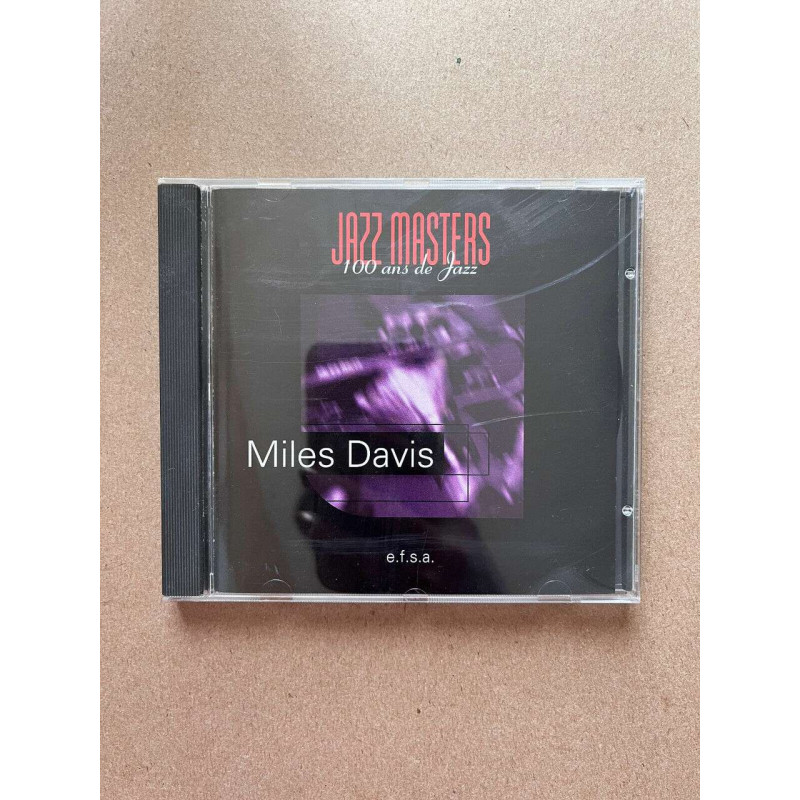 JAZZ MASTERS
100 ans de Jazz
Miles Davis
e.f.s.a.